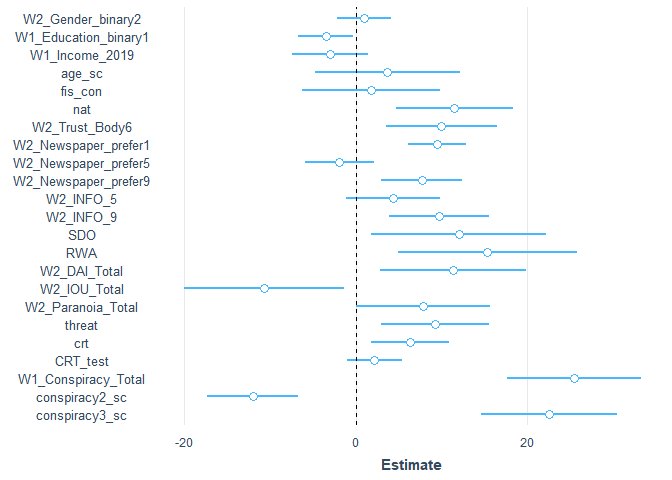 W2_Gender_binary2
W1_Education_binary1
W1_Income_2019
age_sc
fis_con
nat
W2_Trust_Body6
W2_Newspaper_prefer1
W2_Newspaper_prefer5
W2_Newspaper_prefer9
W2_INFO_5
W2_INFO_9
SDO
RWA
W2_DAI_Total
W2_IOU_Total
W2_Paranoia_Total
threat
crt
CRT_test
W1_Conspiracy_Total
conspiracy2_sc
conspiracy3_sc
-20 0 20
Estimate